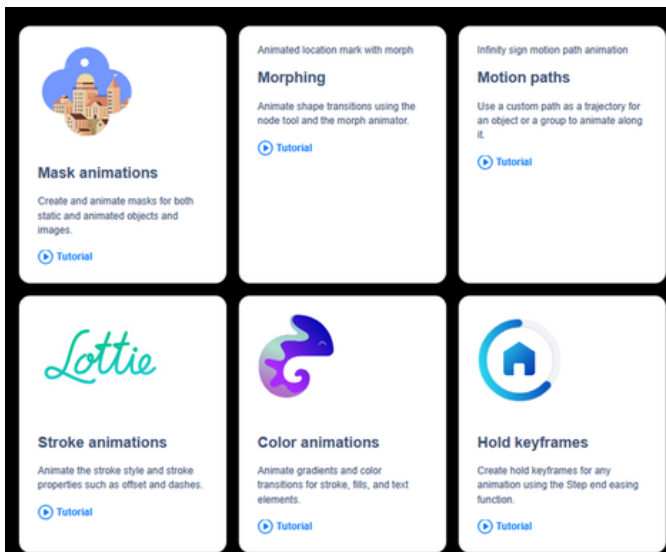 Mask animations
Create and animate masks for both
static and animated objects and
images.
Tutorial
Animated location mark with morph
Morphing
Animate shape transitions using the
node tool and the morph animator.
Tutorial
Infinity sign motion path animation
Motion paths
Use a custom path as a trajectory for
an object or a group to animate along
it.
Tutorial
Lottie
Stroke animations
Animate the stroke style and stroke
properties such as offset and dashes.
Tutorial
Color animations
Animate gradients and color
transitions for stroke, fills, and text
elements.
Tutorial
Hold keyframes
Create hold keyframes for any
animation using the Step end easing
function.
Tutorial